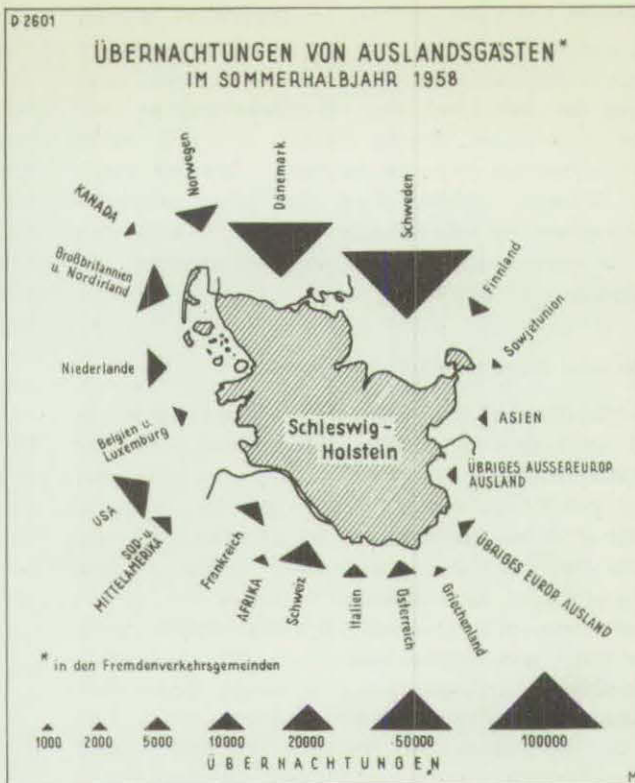 D 2601
ÜBERNACHTUNGEN VON AUSLANDSGÄSTEN*
IM SOMMERHALBJAHR 1958
KANADA
Norwegen
Dänemark
Schweden
Finnland
Sowjetunion
Großbritannien
u. Nordirland
Niederlande
Belgien u.
Luxemburg
USA
SÜD- u.
MITTELAMERIKA
Schleswig-
Holstein
ASIEN
ÜBRIGES AUSSEREUROP.
AUSLAND
ÜBRIGES EUROP. AUSLAND
Frankreich
AFRIKA
Schweiz
Italien
Österreich
Griechenland
* in den Fremdenverkehrsgemeinden
1000 2000 5000 10000 20000 50000 100000
ÜBERNACHTUNGEN